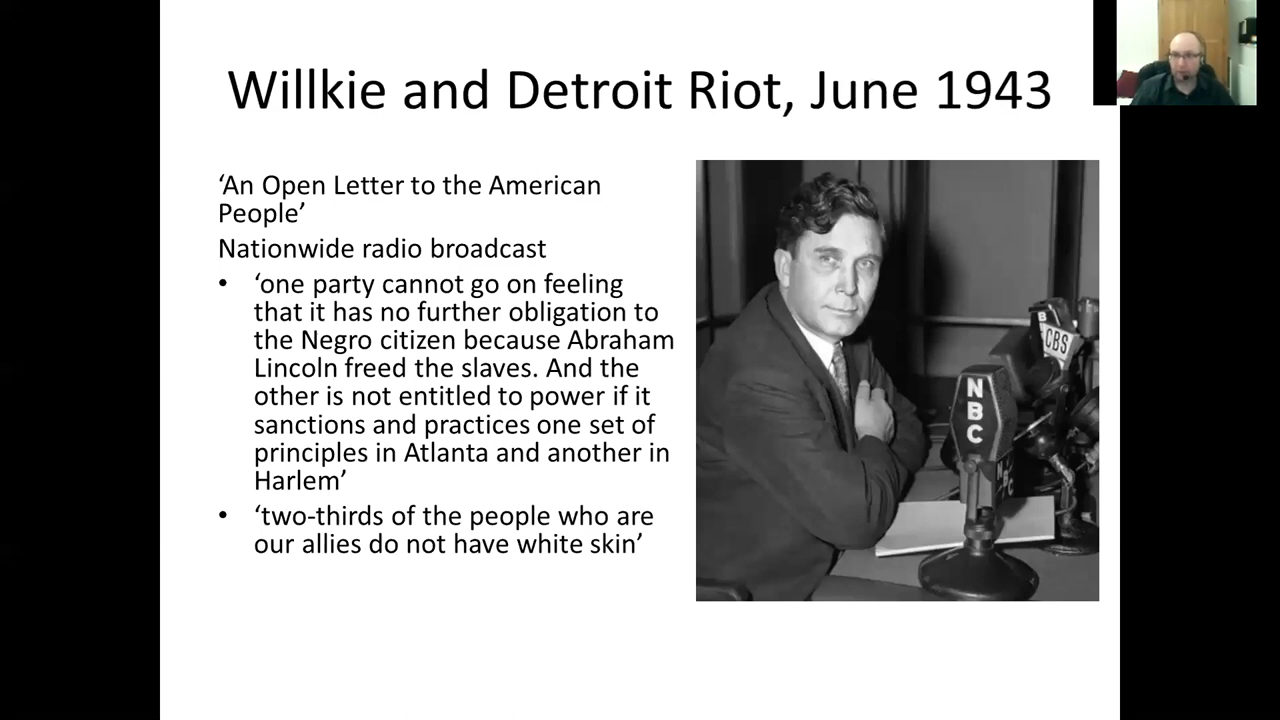 Willkie and Detroit Riot, June 1943
‘An Open Letter to the American
People’
Nationwide radio broadcast
• ‘one party cannot go on feeling
that it has no further obligation to
the Negro citizen because Abraham
Lincoln freed the slaves. And the
other is not entitled to power if it
sanctions and practices one set of
principles in Atlanta and another in
Harlem’
• ‘two-thirds of the people who are
our allies do not have white skin’
CBS
NBC
NBC